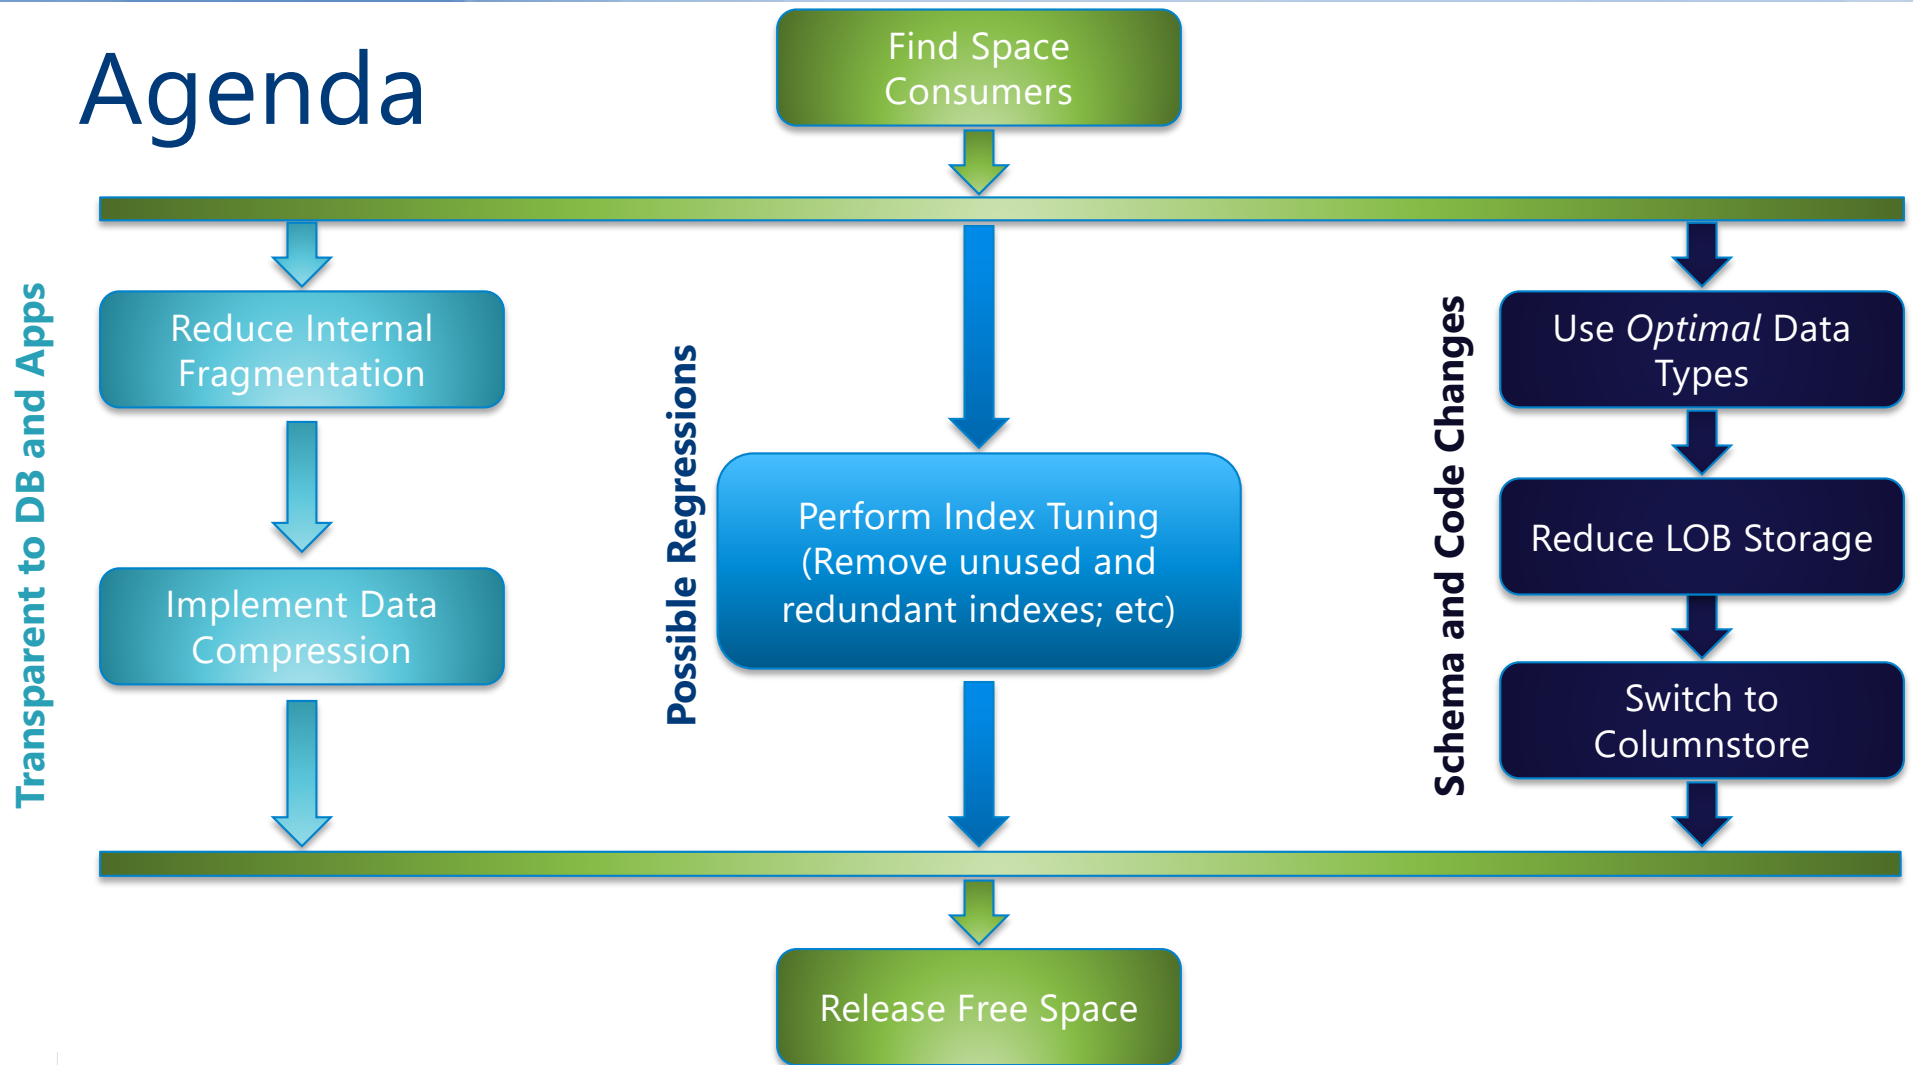 Agenda
Find Space
Consumers
Transparent to DB and Apps
Reduce Internal
Fragmentation
Implement Data
Compression
Possible Regressions
Perform Index Tuning
(Remove unused and
redundant indexes; etc)
Schema and Code Changes
Use Optimal Data
Types
Reduce LOB Storage
Switch to
Columnstore
Release Free Space